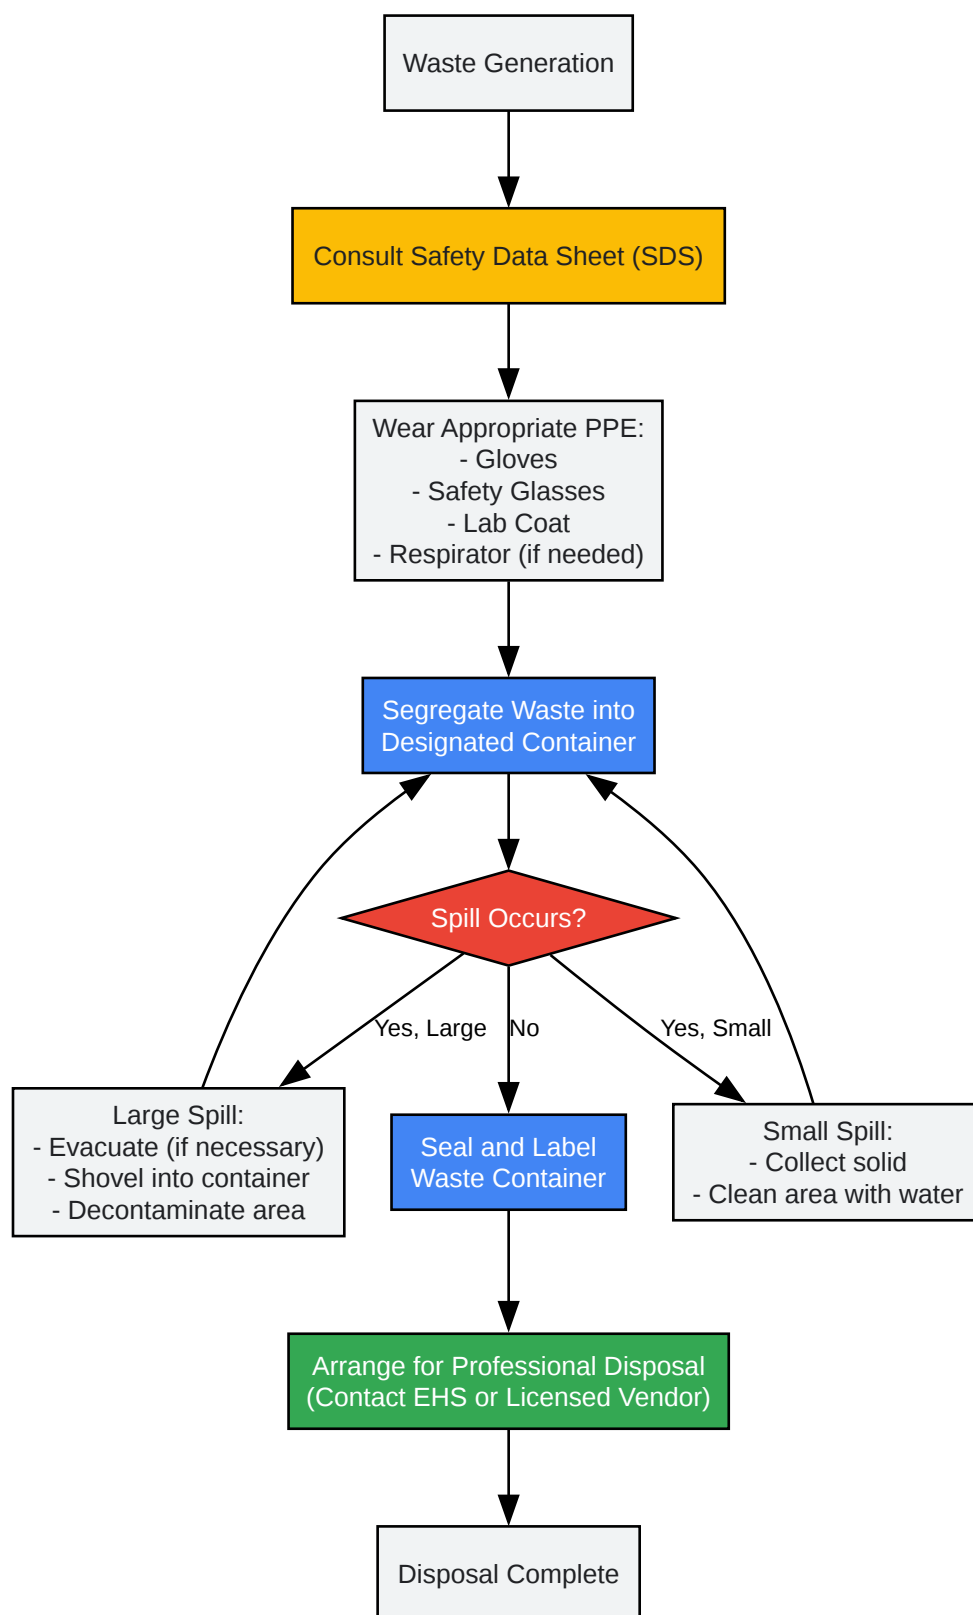 Waste Generation
Consult Safety Data Sheet (SDS)
Wear Appropriate PPE:
- Gloves
- Safety Glasses
- Lab Coat
- Respirator (if needed)
Segregate Waste into
Designated Container
Spill Occurs?
Yes, Large
No
Yes, Small
Large Spill:
- Evacuate (if necessary)
- Shovel into container
- Decontaminate area
Seal and Label
Waste Container
Small Spill:
- Collect solid
- Clean area with water
Arrange for Professional Disposal
(Contact EHS or Licensed Vendor)
Disposal Complete